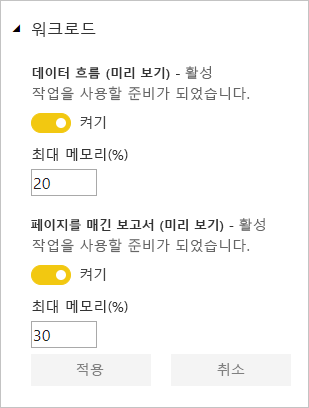 워크로드
데이터 흐름 (미리 보기) - 활성
작업을 사용할 준비가 되었습니다.
켜기
최대 메모리(%)
20
페이지를 매긴 보고서 (미리 보기) - 활성
작업을 사용할 준비가 되었습니다.
켜기
최대 메모리(%)
30
적용 취소